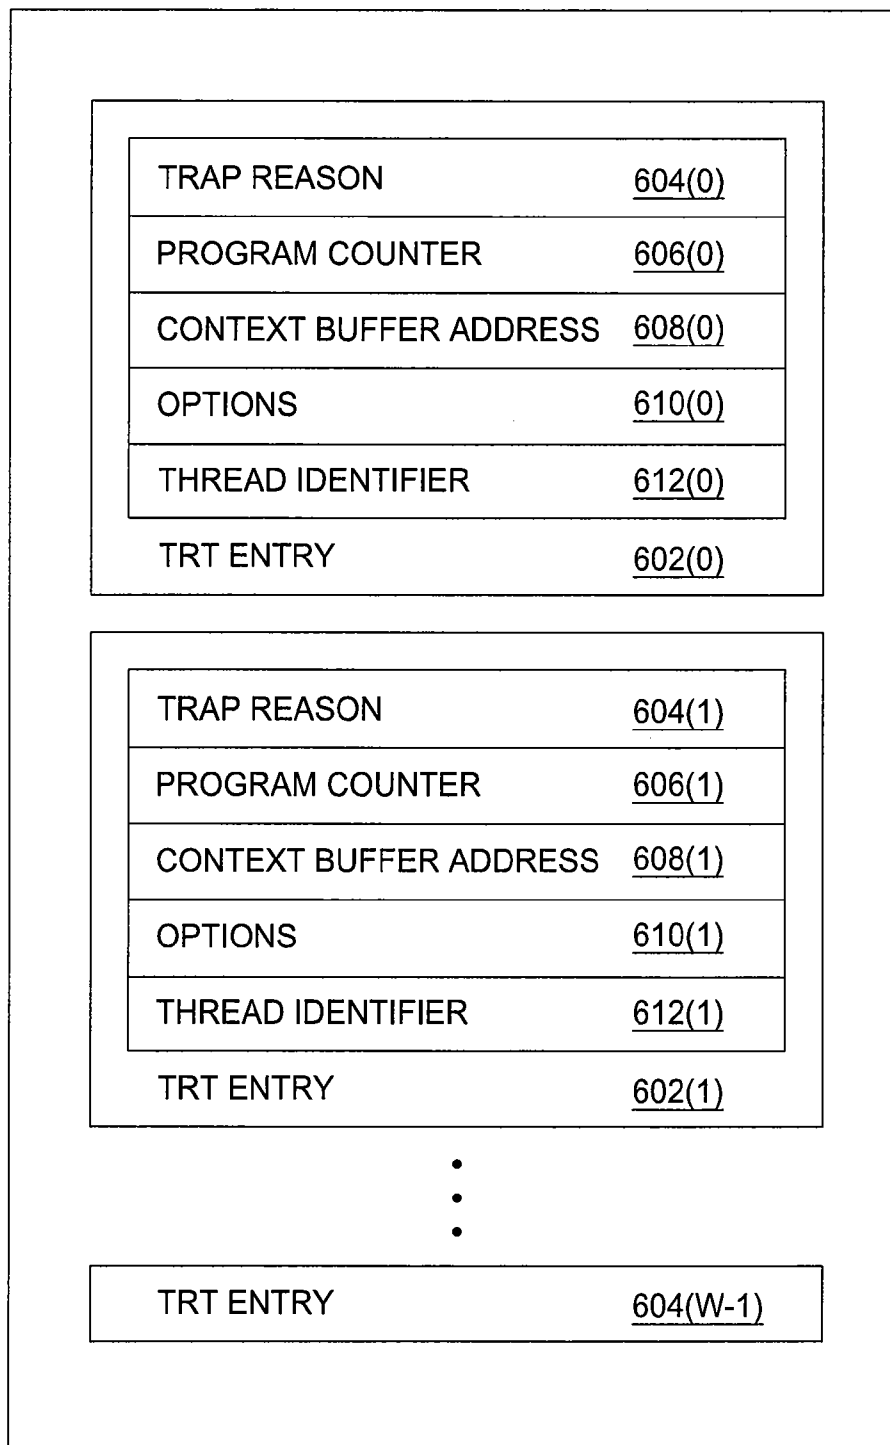 TRAP REASON 604(0)
PROGRAM COUNTER 606(0)
CONTEXT BUFFER ADDRESS 608(0)
OPTIONS 610(0)
THREAD IDENTIFIER 612(0)
TRT ENTRY 602(0)
TRAP REASON 604(1)
PROGRAM COUNTER 606(1)
CONTEXT BUFFER ADDRESS 608(1)
OPTIONS 610(1)
THREAD IDENTIFIER 612(1)
TRT ENTRY 602(1)
TRT ENTRY 604(W-1)